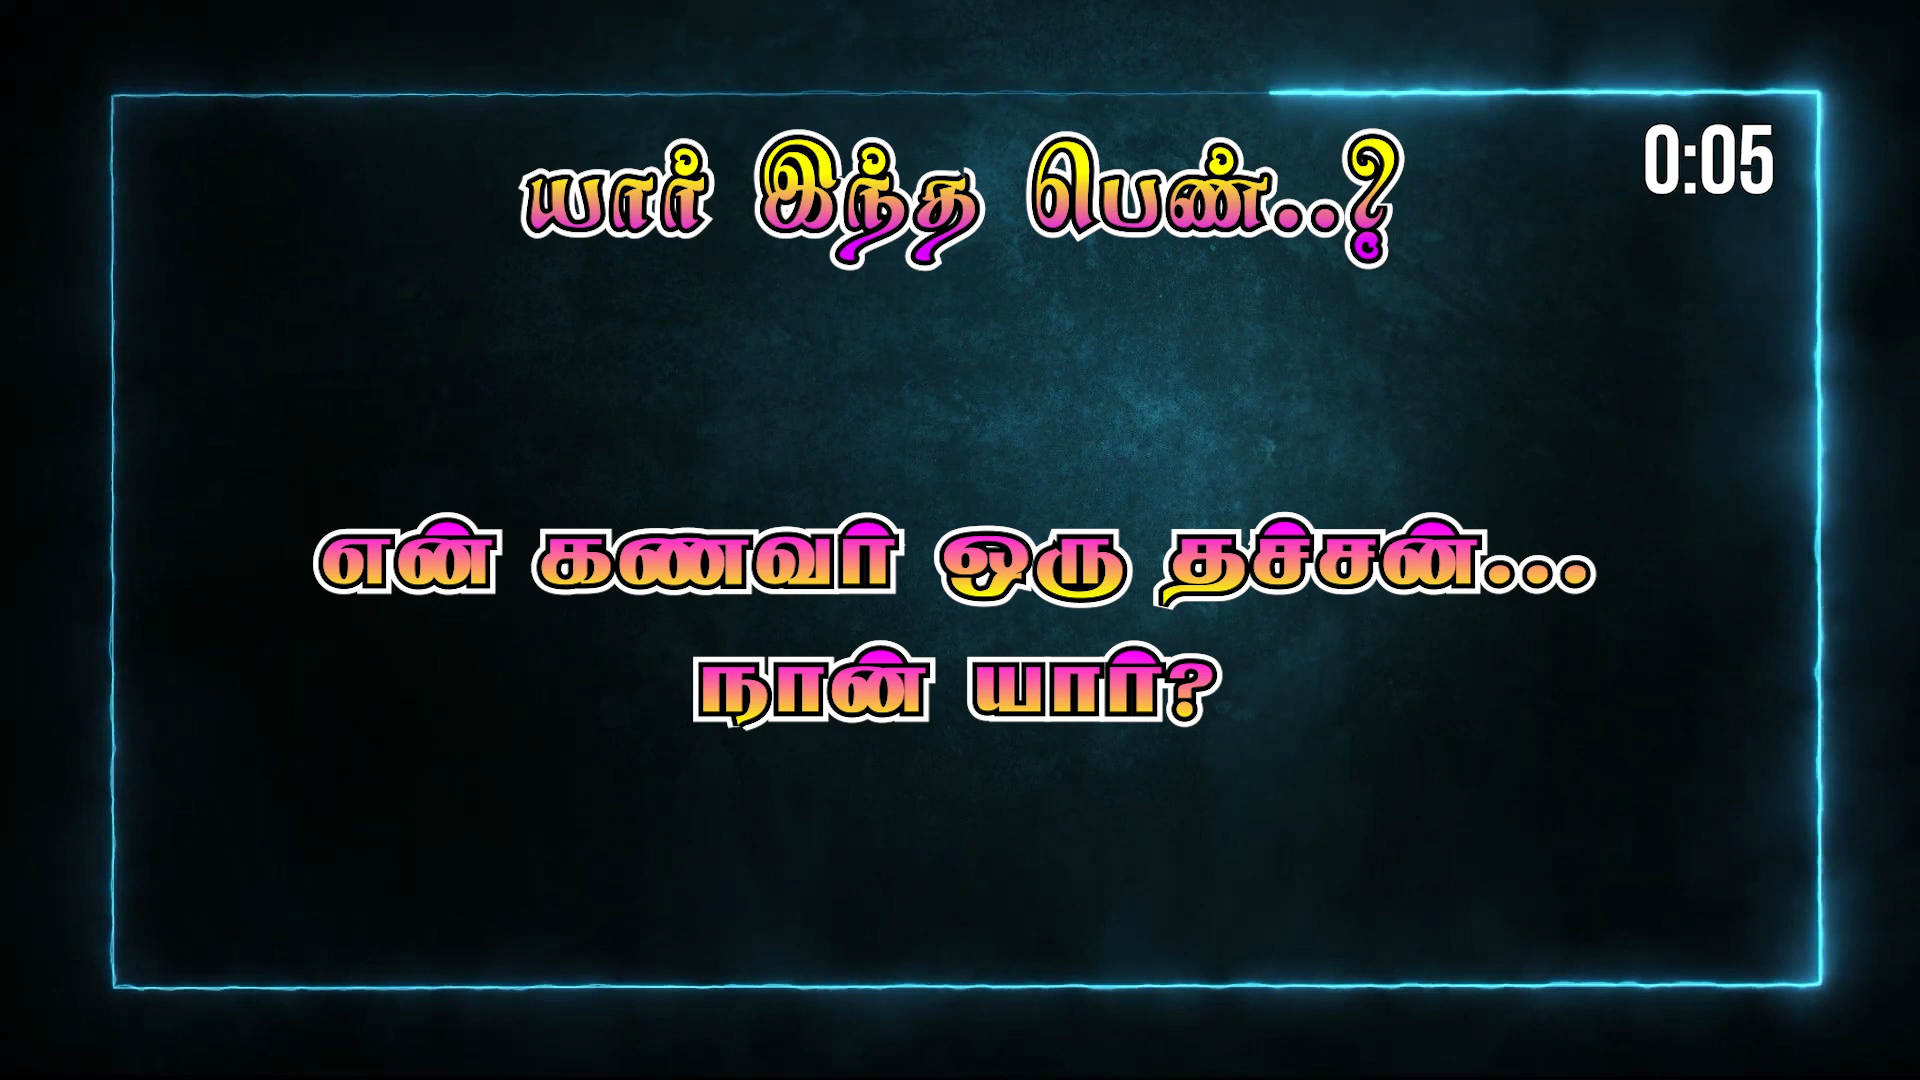 யார் இந்த பெண்..?
0:05
என் கணவர் ஒரு தச்சன்...
நான் யார்?